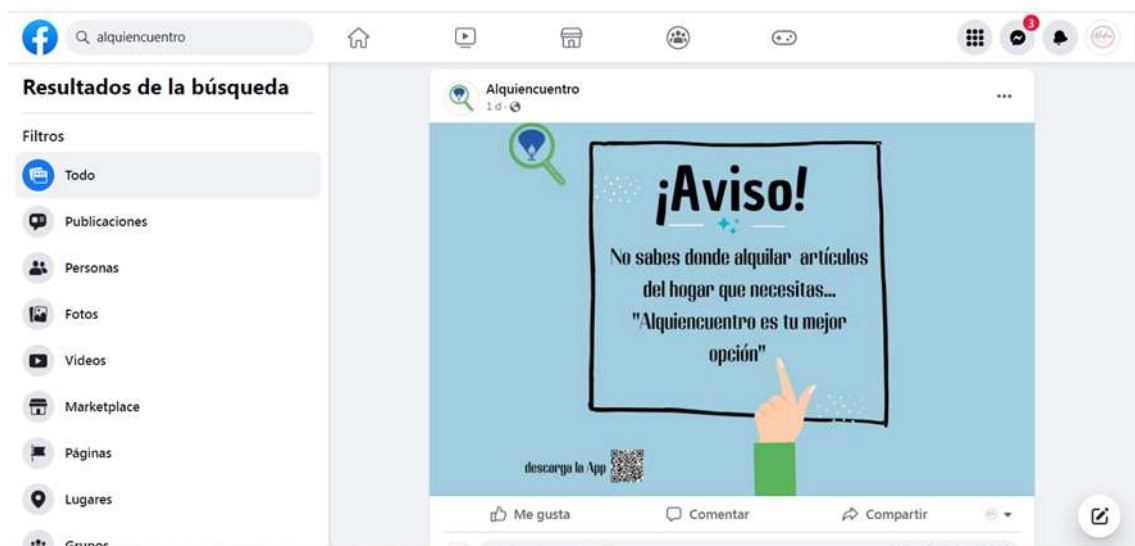 alquiencuentro
3
Resultados de la búsqueda
Filtros
Todo
Publicaciones
Personas
Fotos
Videos
Marketplace
Páginas
Lugares
Grupos
Alquiencuentro
1 d ·
¡Aviso!
No sabes donde alquilar artículos
del hogar que necesitas...
"Alquiencuentro es tu mejor
opción"
descarga la App
Me gusta
Comentar
Compartir